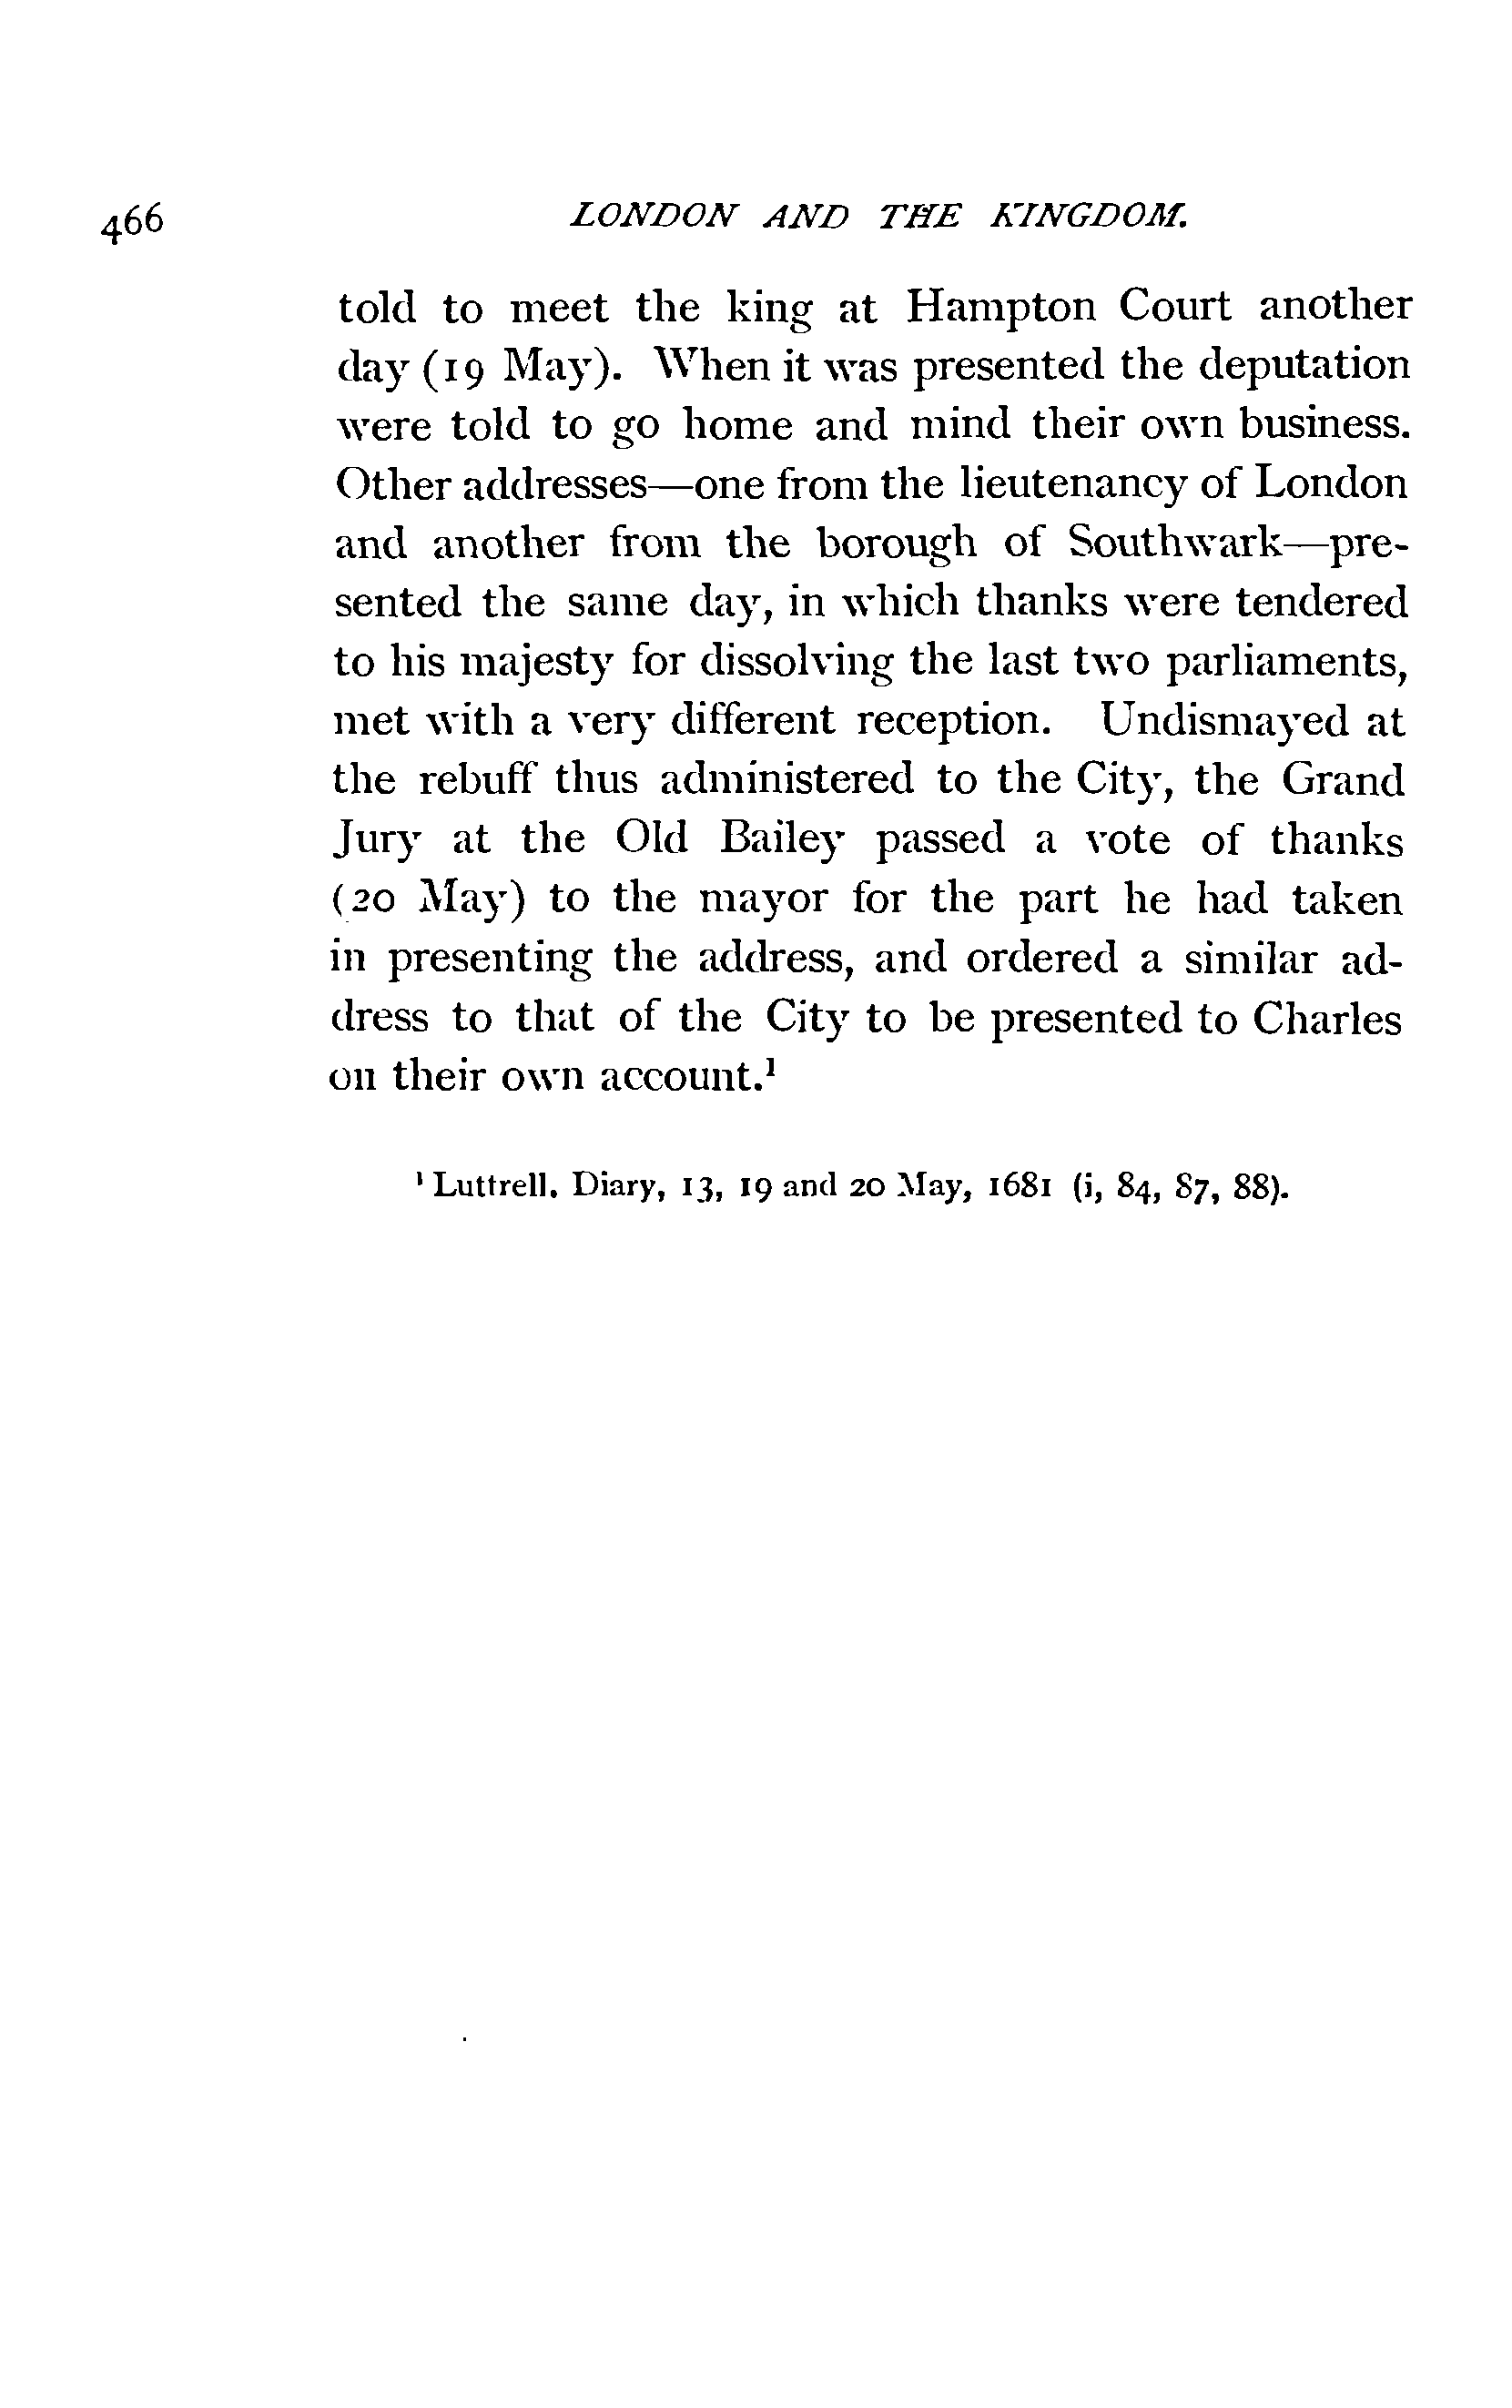 466 LONDON AND THE KINGDOM.
told to meet the king at Hampton Court another
day (19 May). When it was presented the deputation
were told to go home and mind their own business.
Other addresses—one from the lieutenancy of London
and another from the borough of Southwark—pre-
sented the same day, in which thanks were tendered
to his majesty for dissolving the last two parliaments,
met with a very different reception. Undismayed at
the rebuff thus administered to the City, the Grand
Jury at the Old Bailey passed a vote of thanks
(20 May) to the mayor for the part he had taken
in presenting the address, and ordered a similar ad-
dress to that of the City to be presented to Charles
on their own account.¹
¹ Luttrell. Diary, 13, 19 and 20 May, 1681 (i, 84, 87, 88).